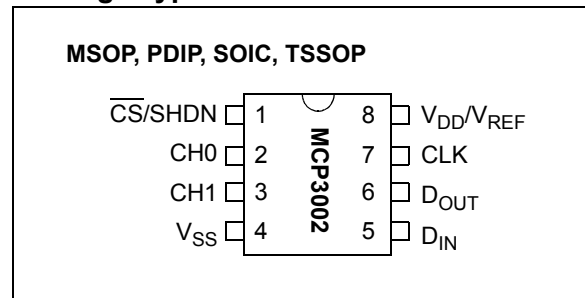 MSOP, PDIP, SOIC, TSSOP
CS/SHDN 1 8 VDD/VREF
CH0 2 7 CLK
CH1 3 6 DOUT
VSS 4 5 DIN
MCP3002